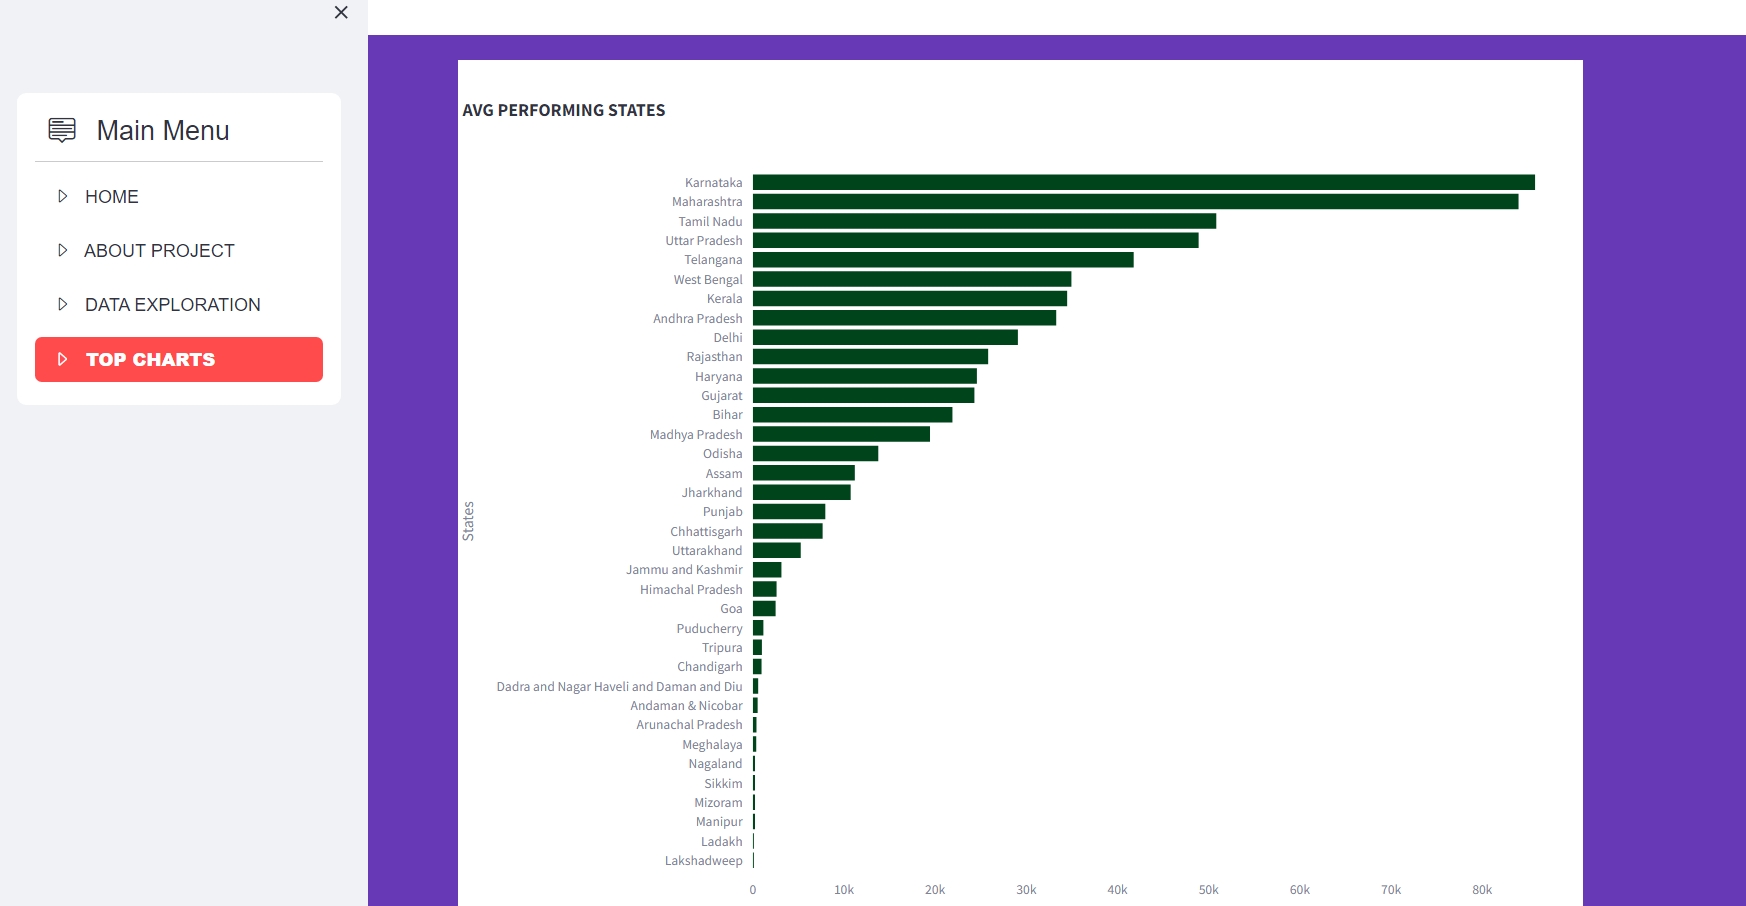 Main Menu
HOME
ABOUT PROJECT
DATA EXPLORATION
TOP CHARTS
AVG PERFORMING STATES
States
Karnataka
Maharashtra
Tamil Nadu
Uttar Pradesh
Telangana
West Bengal
Kerala
Andhra Pradesh
Delhi
Rajasthan
Haryana
Gujarat
Bihar
Madhya Pradesh
Odisha
Assam
Jharkhand
Punjab
Chhattisgarh
Uttarakhand
Jammu and Kashmir
Himachal Pradesh
Goa
Puducherry
Tripura
Chandigarh
Dadra and Nagar Haveli and Daman and Diu
Andaman & Nicobar
Arunachal Pradesh
Meghalaya
Nagaland
Sikkim
Mizoram
Manipur
Ladakh
Lakshadweep
0 10k 20k 30k 40k 50k 60k 70k 80k